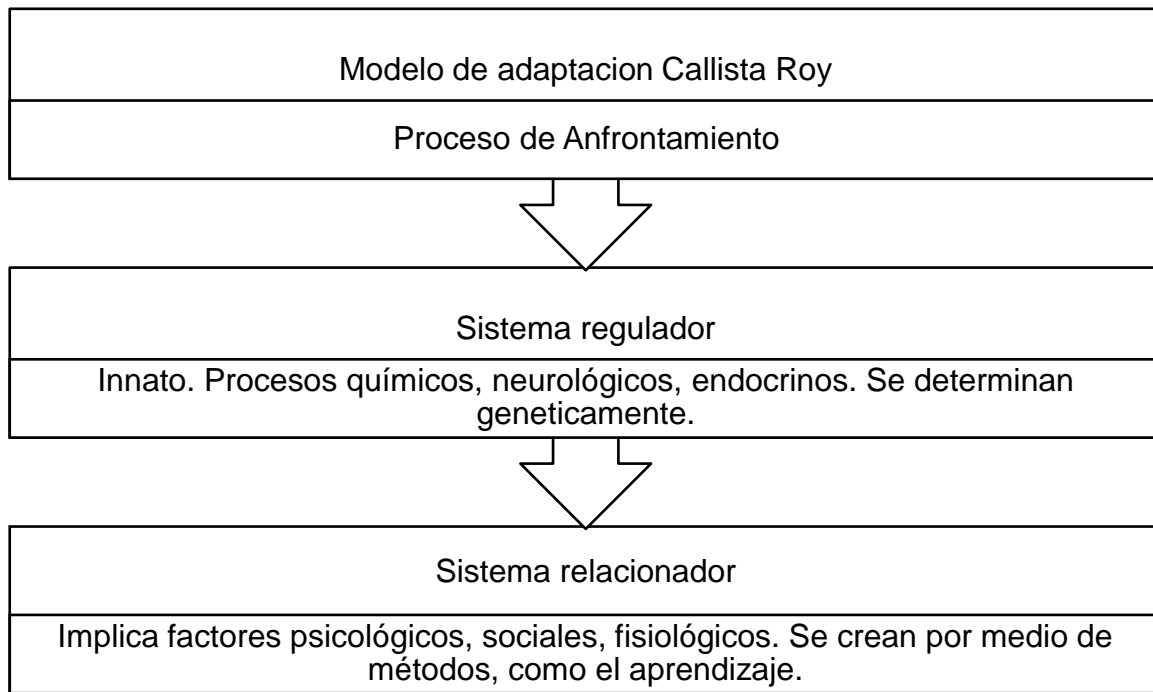 Modelo de adaptacion Callista Roy
Proceso de Anfrontamiento
Sistema regulador
Innato. Procesos químicos, neurológicos, endocrinos. Se determinan
geneticamente.
Sistema relacionador
Implica factores psicológicos, sociales, fisiológicos. Se crean por medio de
métodos, como el aprendizaje.